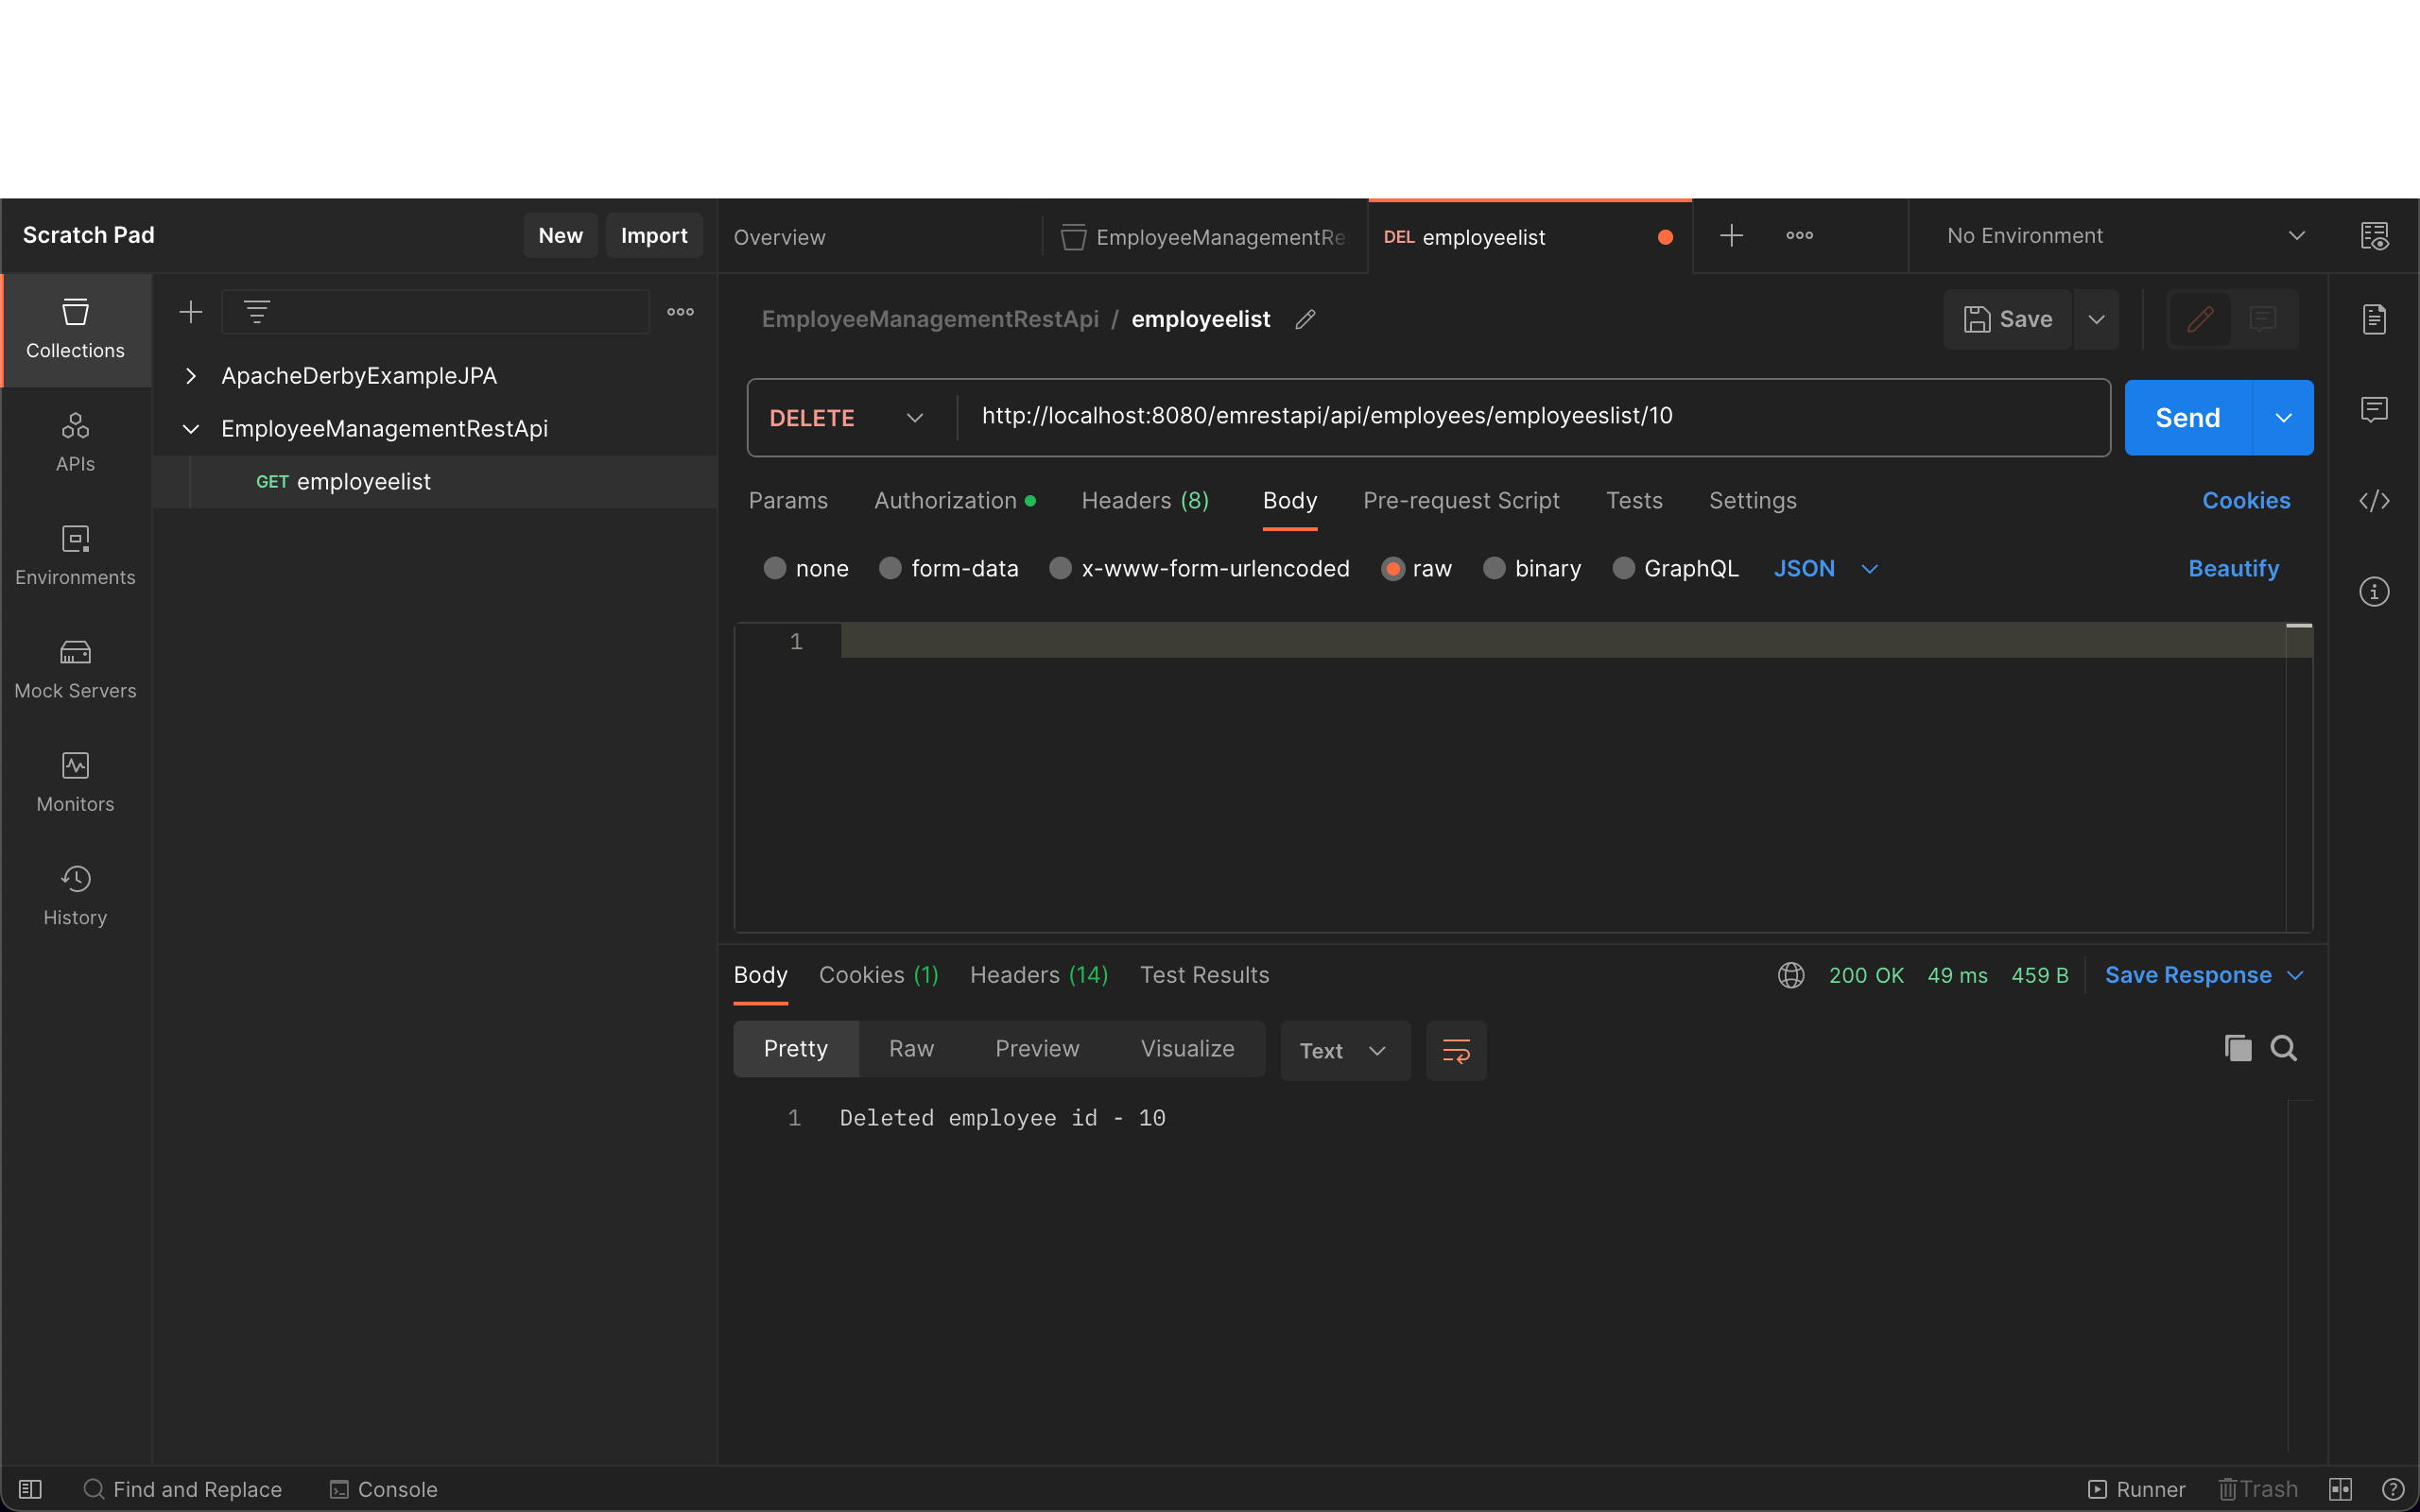 Scratch Pad New Import Overview EmployeeManagementRe DEL employeelist No Environment
EmployeeManagementRestApi / employeelist Save
Collections
ApacheDerbyExampleJPA
EmployeeManagementRestApi
GET employeelist
APIs
Environments
Mock Servers
Monitors
History
DELETE http://localhost:8080/emrestapi/api/employees/employeeslist/10 Send
Params Authorization Headers (8) Body Pre-request Script Tests Settings Cookies
none form-data x-www-form-urlencoded raw binary GraphQL JSON Beautify
1
Body Cookies (1) Headers (14) Test Results 200 OK 49 ms 459 B Save Response
Pretty Raw Preview Visualize Text
1 Deleted employee id - 10
Find and Replace Console Runner Trash